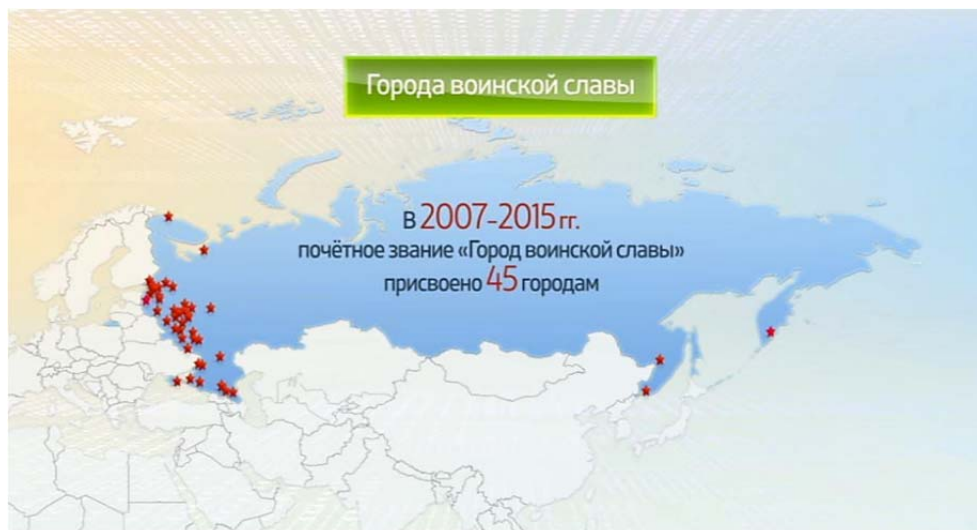 Города воинской славы
В 2007-2015 гг.
почётное звание «Город воинской славы»
присвоено 45 городам